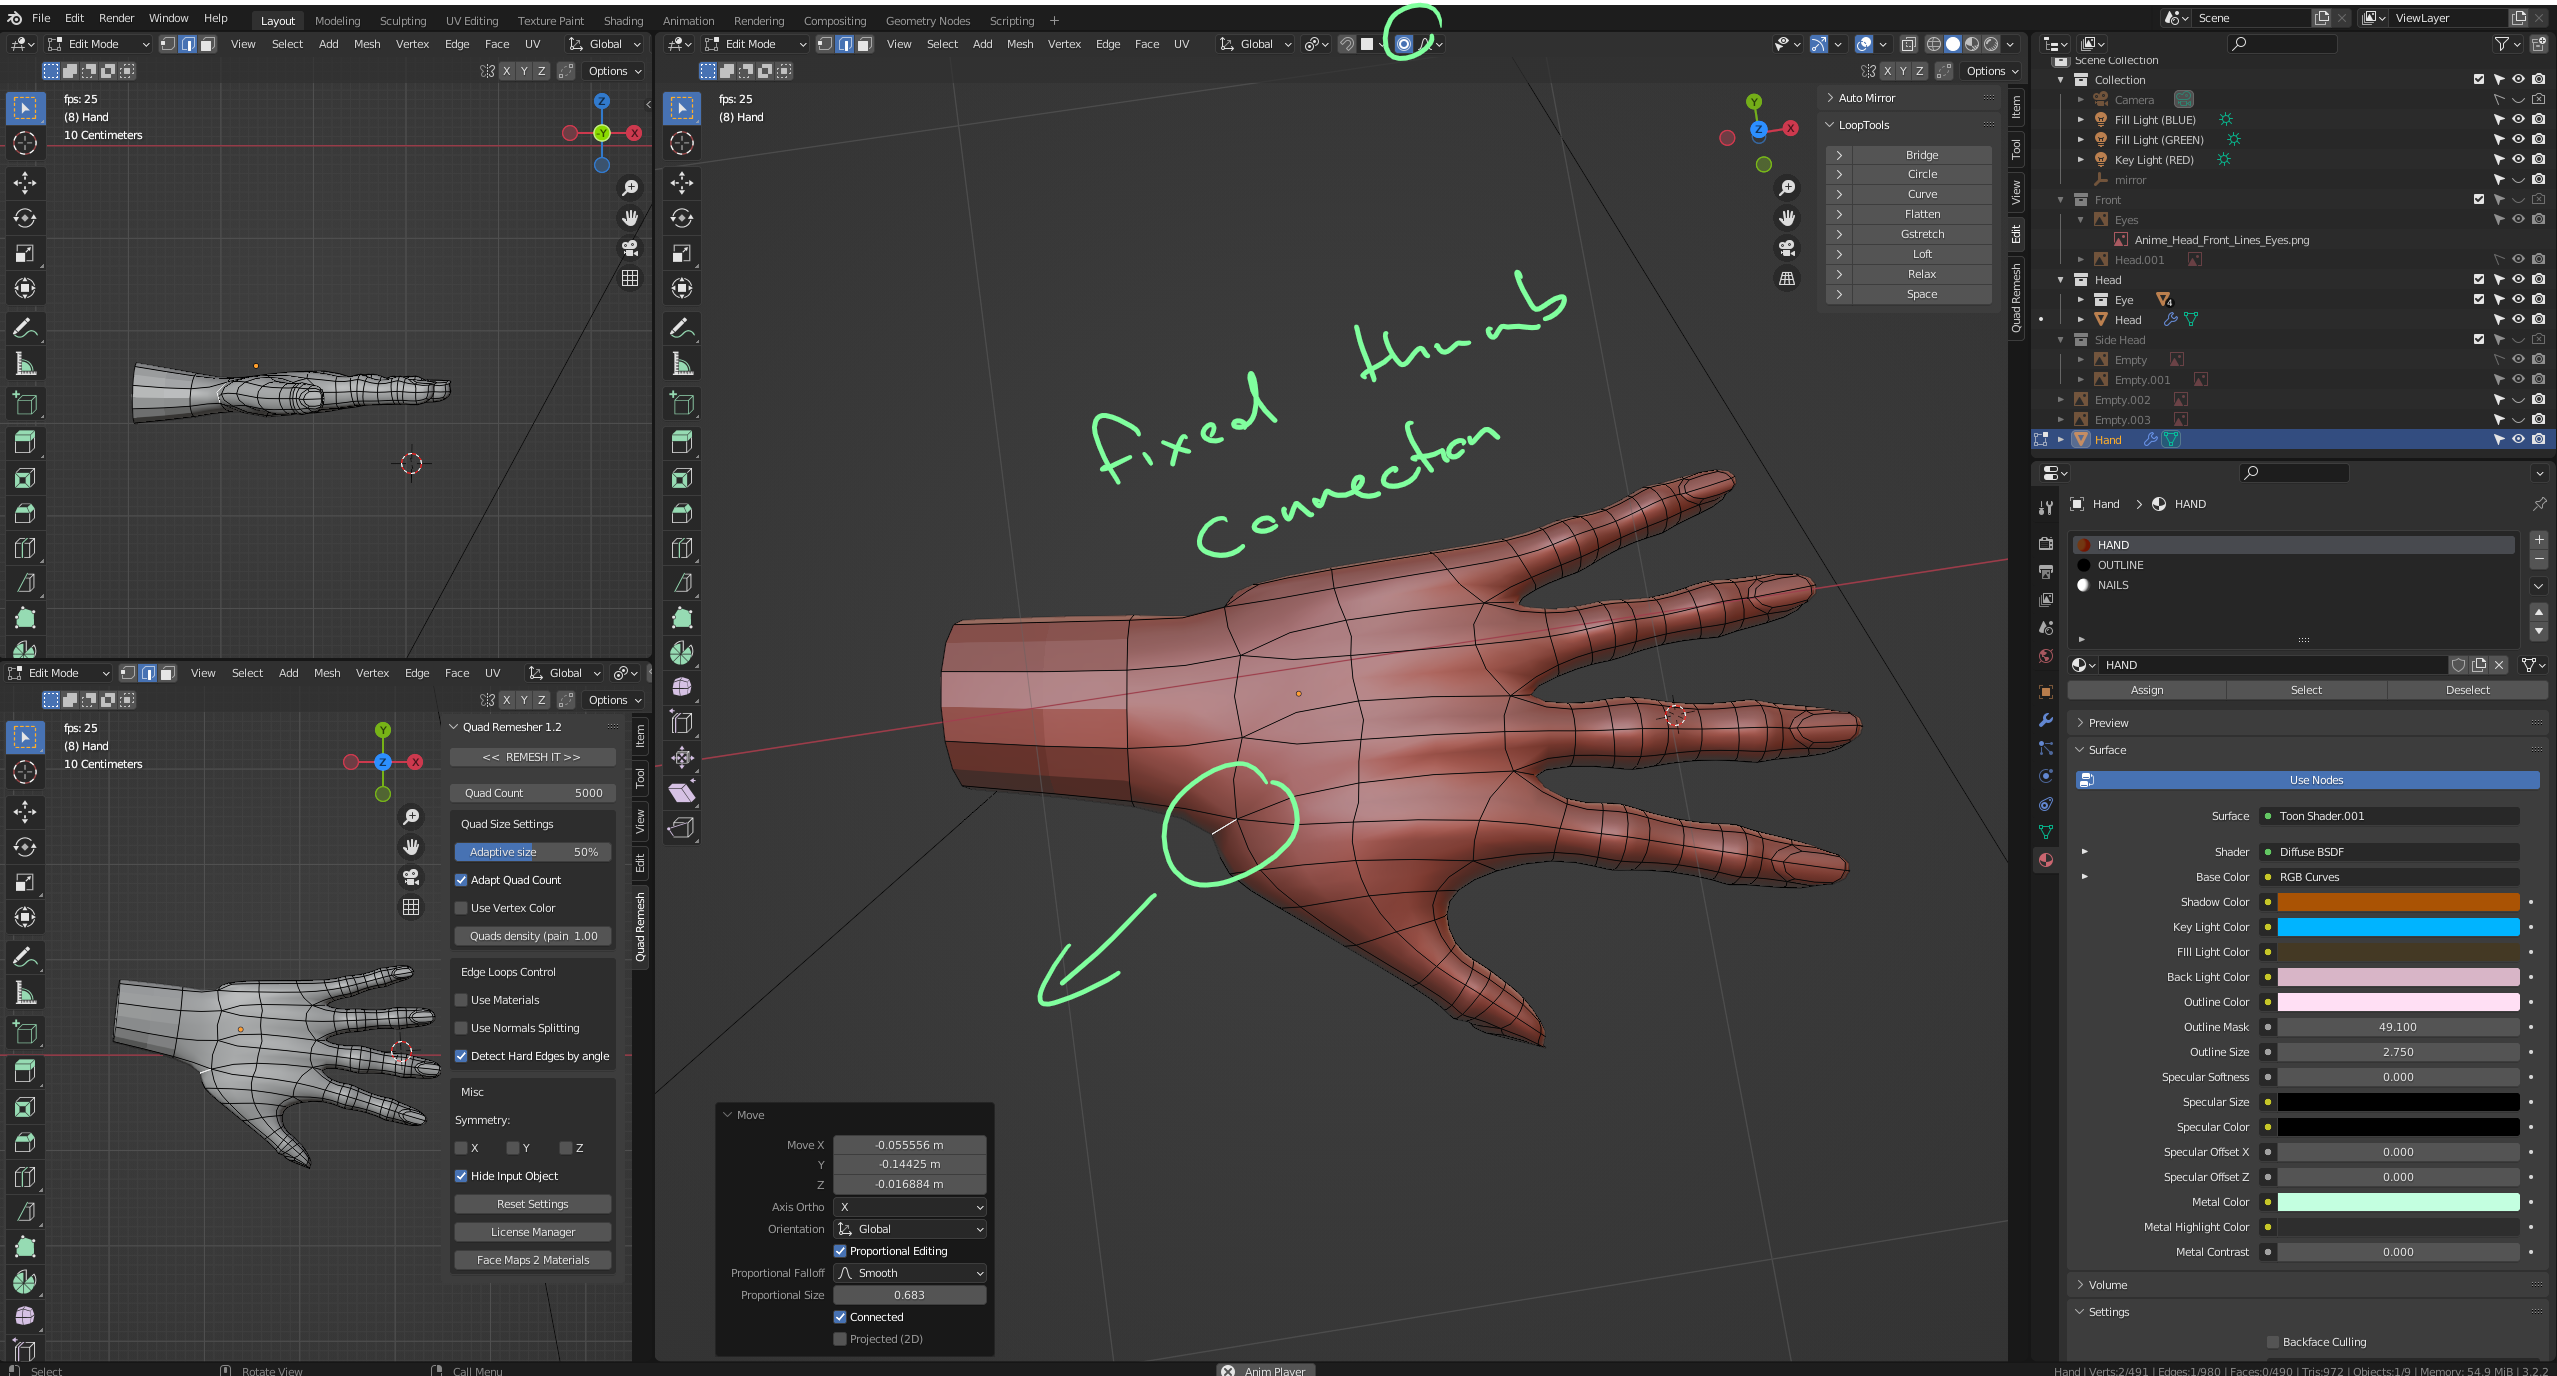 File Edit Render Window Help Layout Modeling Sculpting UV Editing Texture Paint Shading Animation Rendering Compositing Geometry Nodes Scripting + Scene ViewLayer
Edit Mode View Select Add Mesh Vertex Edge Face UV Global
X Y Z Options
fps: 25
(8) Hand
10 Centimeters
Z
-Y X
Edit Mode View Select Add Mesh Vertex Edge Face UV Global
X Y Z Options
fps: 25
(8) Hand
Y
Z X
Auto Mirror
LoopTools
Bridge
Circle
Curve
Flatten
Gstretch
Loft
Relax
Space
Item
Tool
View
Edit
Quad Remesh
fixed thumb
connection
Edit Mode View Select Add Mesh Vertex Edge Face UV Global
X Y Z Options
fps: 25
(8) Hand
10 Centimeters
Y
Z X
Quad Remesher 1.2
<< REMESH IT >>
Quad Count 5000
Quad Size Settings
Adaptive size 50%
Adapt Quad Count
Use Vertex Color
Quads density (pain 1.00
Edge Loops Control
Use Materials
Use Normals Splitting
Detect Hard Edges by angle
Misc
Symmetry:
X Y Z
Hide Input Object
Reset Settings
License Manager
Face Maps 2 Materials
Item
Tool
View
Edit
Quad Remesh
Move
Move X -0.055556 m
Y -0.14425 m
Z -0.016884 m
Axis Ortho X
Orientation Global
Proportional Editing
Proportional Falloff Smooth
Proportional Size 0.683
Connected
Projected (2D)
Scene Collection
Collection
Camera
Fill Light (BLUE)
Fill Light (GREEN)
Key Light (RED)
mirror
Front
Eyes
Anime_Head_Front_Lines_Eyes.png
Head.001
Head
Eye 4
Head
Side Head
Empty
Empty.001
Empty.002
Empty.003
Hand
Hand > HAND
HAND
OUTLINE
NAILS
HAND
Assign Select Deselect
Preview
Surface
Use Nodes
Surface Toon Shader.001
Shader Diffuse BSDF
Base Color RGB Curves
Shadow Color
Key Light Color
FIll Light Color
Back Light Color
Outline Color
Outline Mask 49.100
Outline Size 2.750
Specular Softness 0.000
Specular Size
Specular Color
Specular Offset X 0.000
Specular Offset Z 0.000
Metal Color
Metal Highlight Color
Metal Contrast 0.000
Volume
Settings
Backface Culling
Select Rotate View Call Menu Anim Player Hand | Verts:2/491 | Edges:1/980 | Faces:0/490 | Tris:972 | Objects:1/9 | Memory: 54.9 MiB | 3.2.2